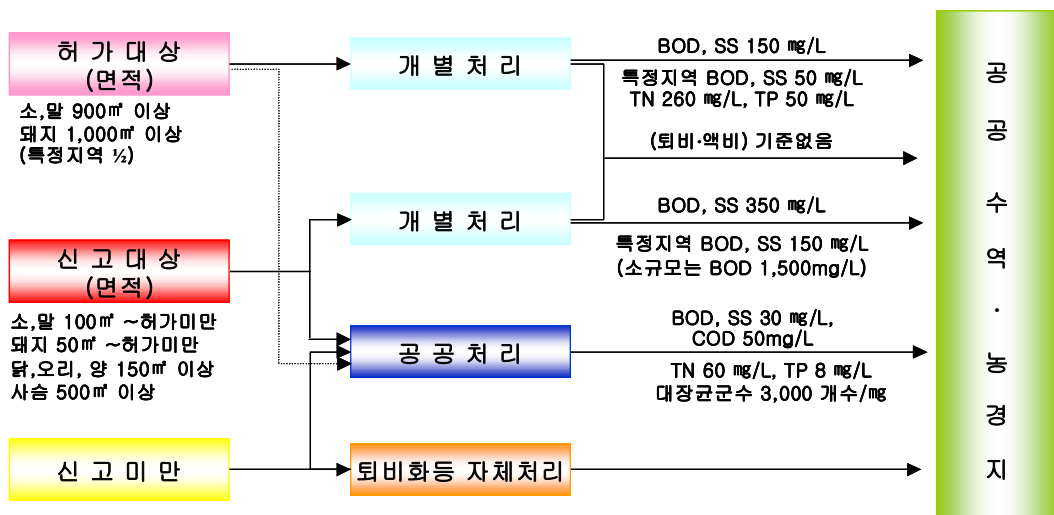 허 가 대 상
(면적)
소,말 900㎡ 이상
돼지 1,000㎡ 이상
(특정지역 ½)
개 별 처 리
BOD, SS 150 ㎎/L
특정지역 BOD, SS 50 ㎎/L
TN 260 ㎎/L, TP 50 ㎎/L
(퇴비·액비) 기준없음
신 고 대 상
(면적)
소,말 100㎡ ~허가미만
돼지 50㎡ ~허가미만
닭,오리, 양 150㎡ 이상
사슴 500㎡ 이상
개 별 처 리
BOD, SS 350 ㎎/L
특정지역 BOD, SS 150 ㎎/L
(소규모는 BOD 1,500mg/L)
공 공 처 리
BOD, SS 30 ㎎/L,
COD 50mg/L
TN 60 ㎎/L, TP 8 ㎎/L
대장균군수 3,000 개수/㎎
신 고 미 만
퇴비화등 자체처리
공
공
수
역
·
농
경
지